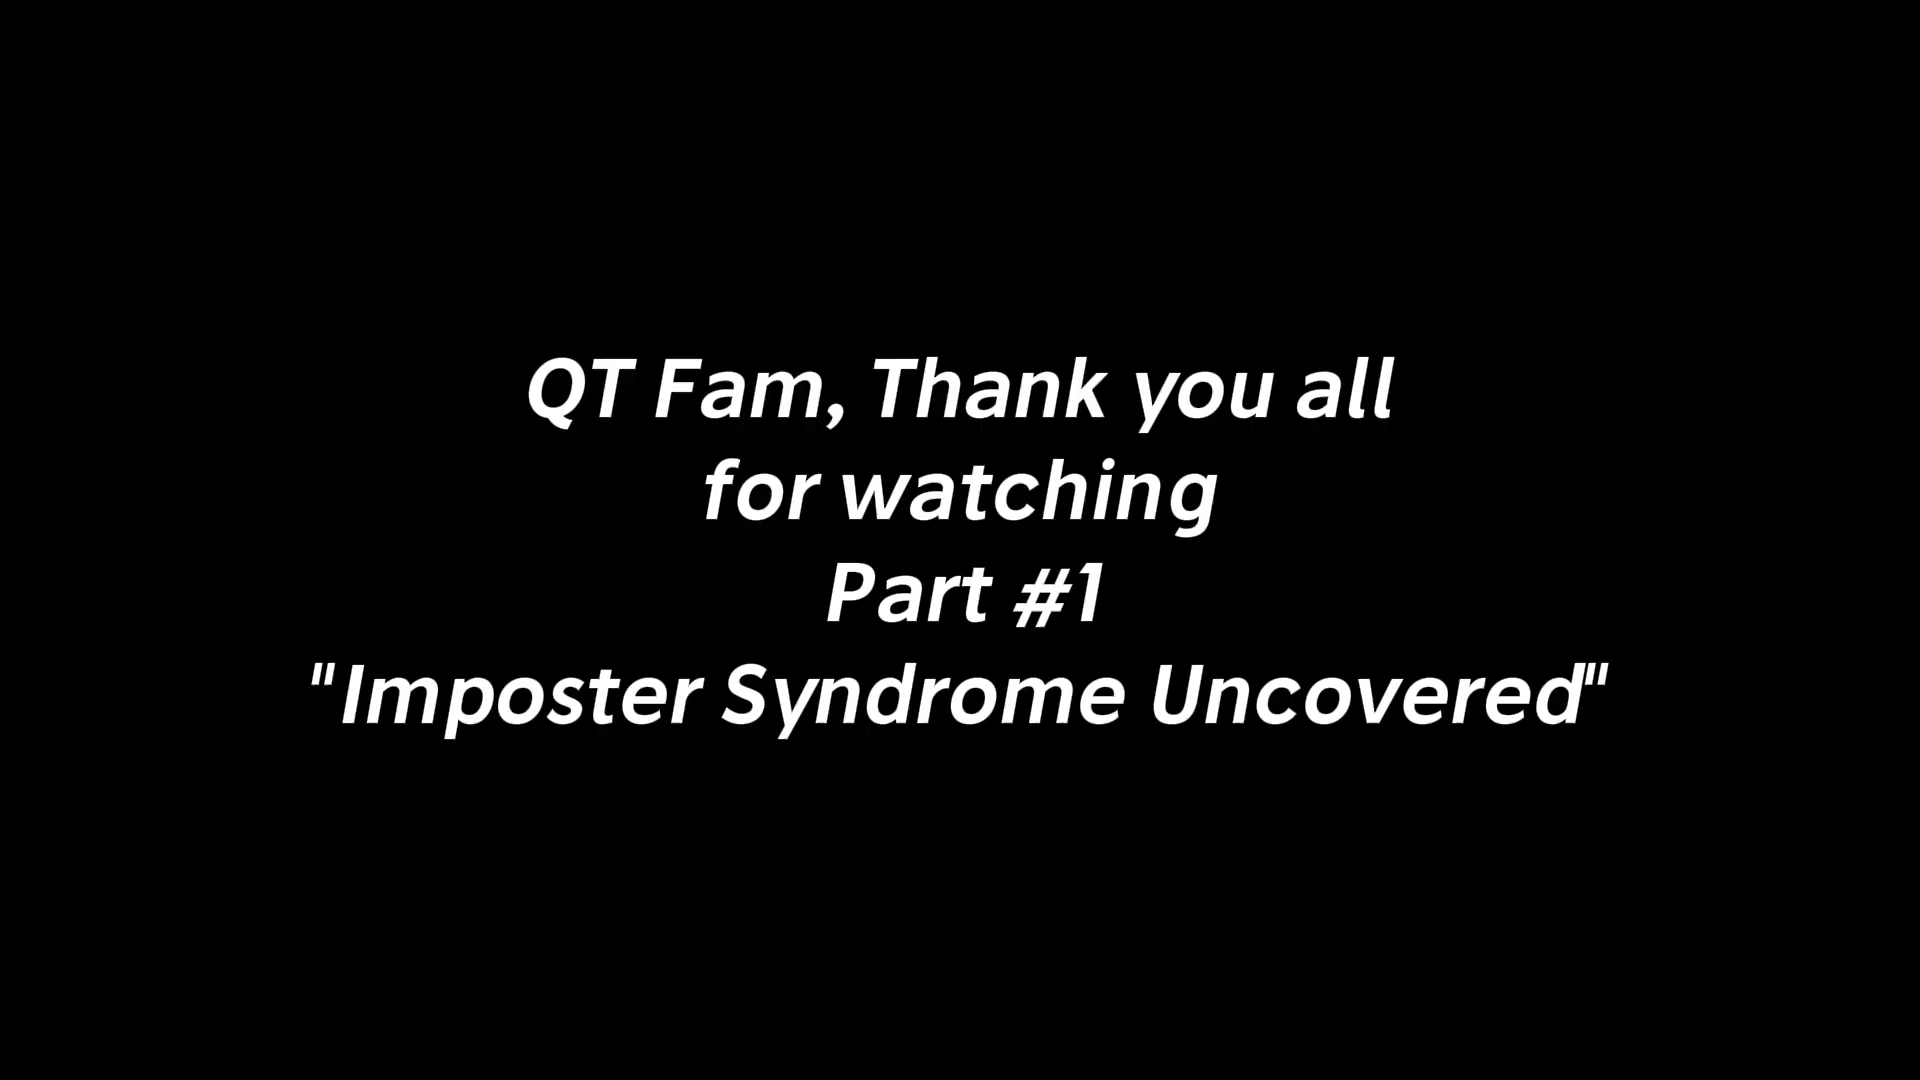 QT Fam, Thank you all
for watching
Part #1
"Imposter Syndrome Uncovered"